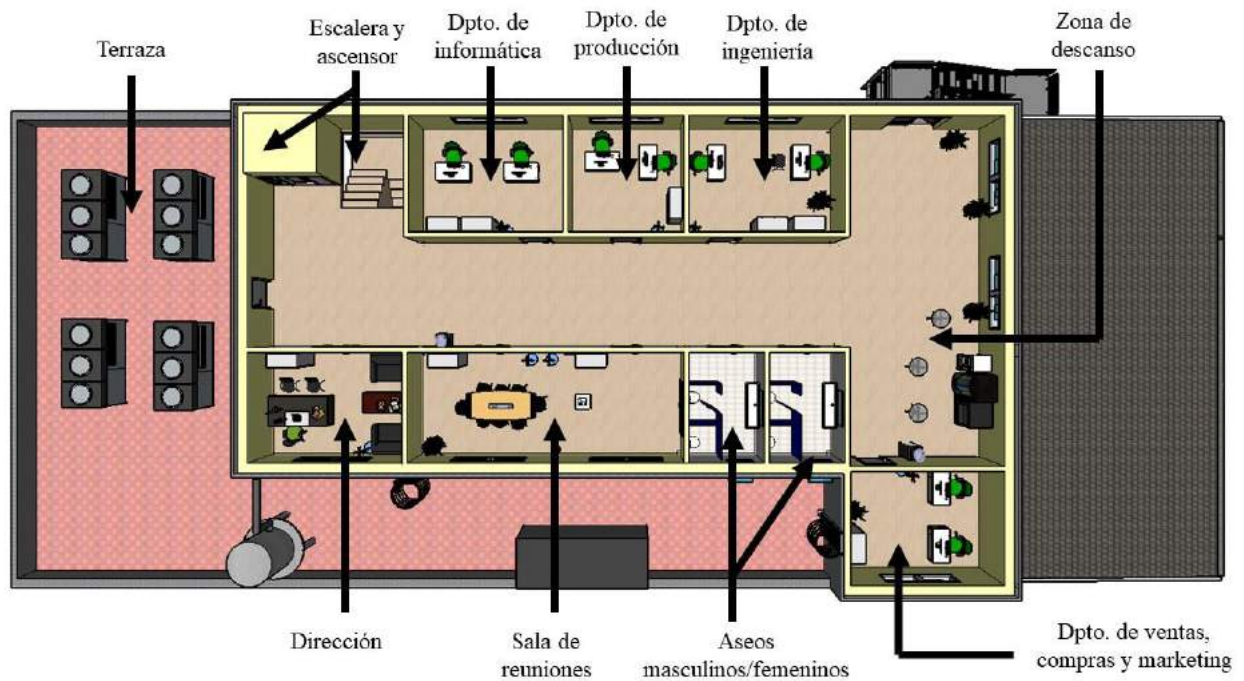 Terraza
Escalera y
ascensor
Dpto. de
informática
Dpto. de
producción
Dpto. de
ingeniería
Zona de
descanso
Dirección
Sala de
reuniones
Aseos
masculinos/femeninos
Dpto. de ventas,
compras y marketing